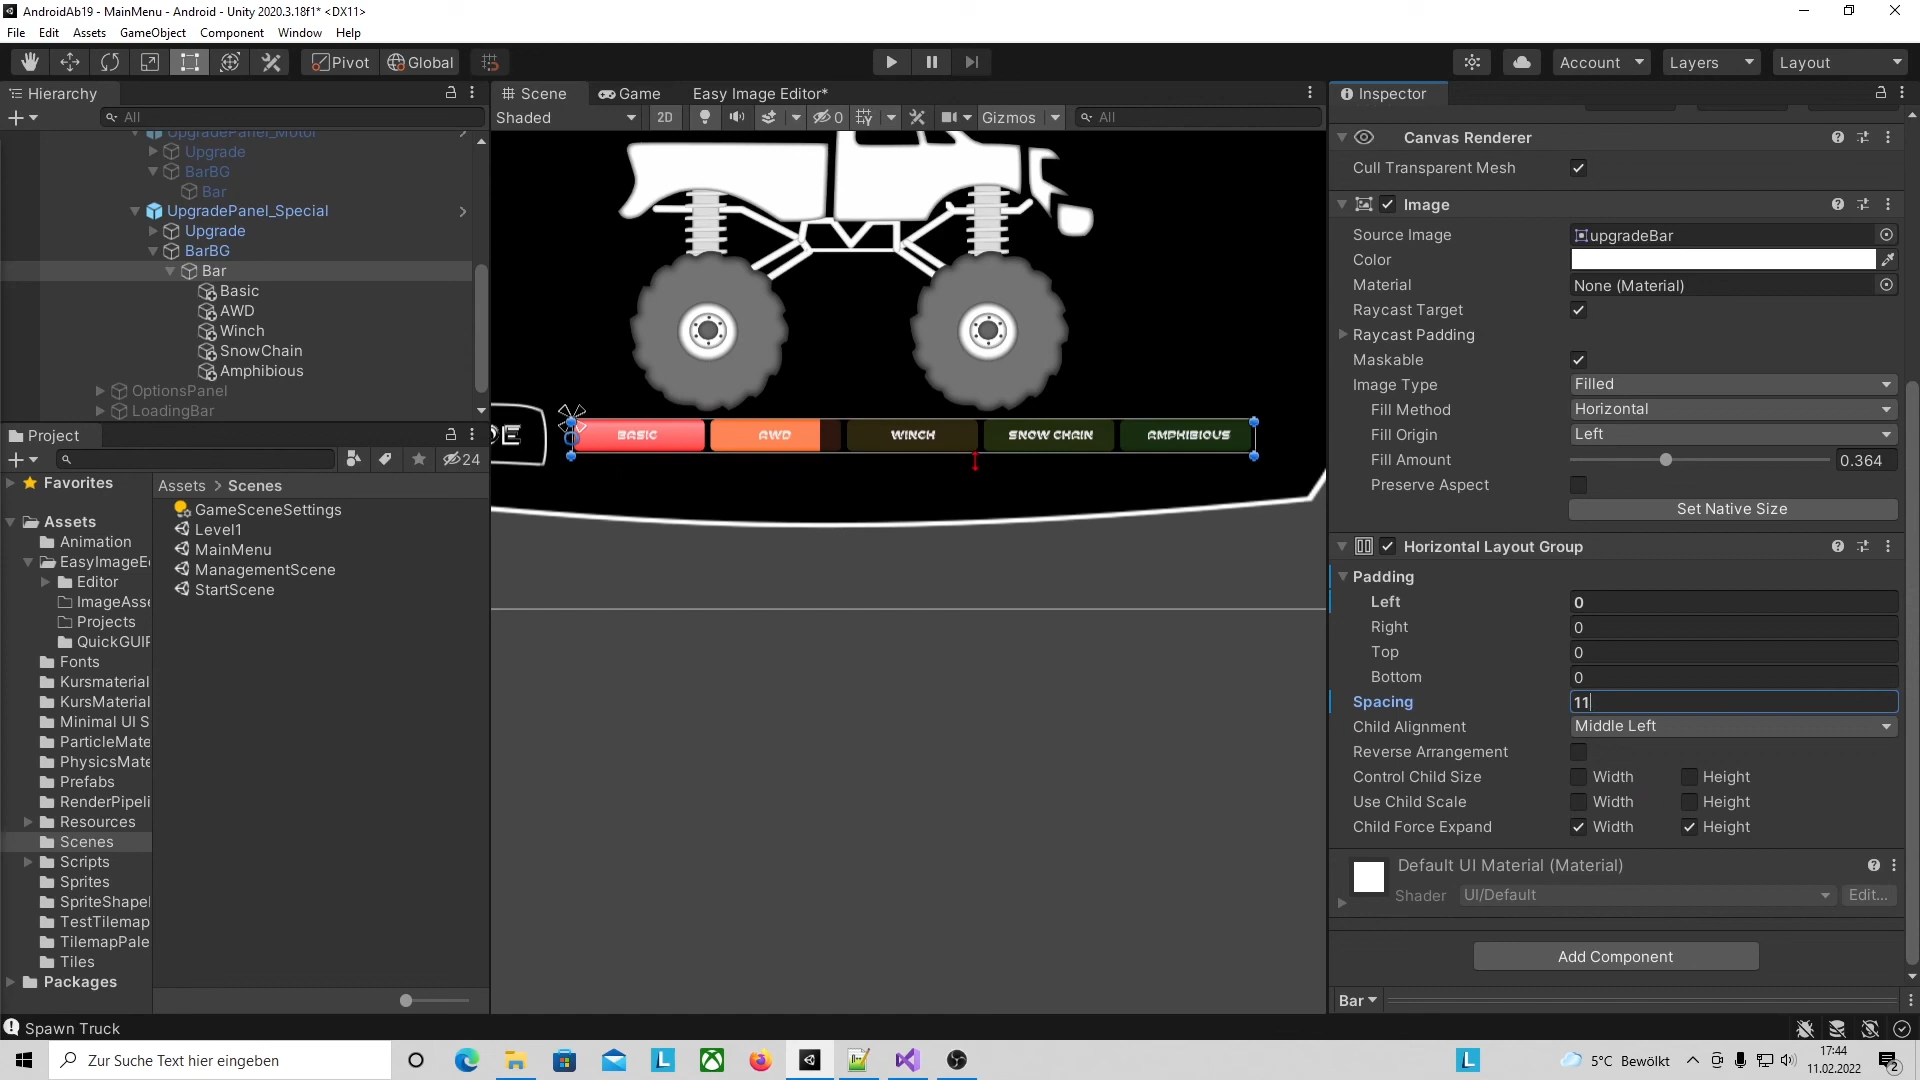 AndroidAb19 - MainMenu - Android - Unity 2020.3.18f1* <DX11>
File Edit Assets GameObject Component Window Help
Pivot Global Account Layers Layout
Hierarchy
All
UpgradePanel_Motor
Upgrade
BarBG
Bar
UpgradePanel_Special
Upgrade
BarBG
Bar
Basic
AWD
Winch
SnowChain
Amphibious
OptionsPanel
LoadingBar
Project
24
Favorites
Assets
Animation
EasyImageE
Editor
ImageAss
Projects
QuickGUIP
Fonts
Kursmaterial
KursMaterial
Minimal UI S
ParticleMate
PhysicsMate
Prefabs
RenderPipeli
Resources
Scenes
Scripts
Sprites
SpriteShape
TestTilemap
TilemapPale
Tiles
Packages
Assets > Scenes
GameSceneSettings
Level1
MainMenu
ManagementScene
StartScene
Scene Game Easy Image Editor*
Shaded 2D 0 Gizmos All
DE
BASIC AWD WINCH SNOW CHAIN AMPHIBIOUS
Inspector
Canvas Renderer
Cull Transparent Mesh
Image
Source Image upgradeBar
Color
Material None (Material)
Raycast Target
Raycast Padding
Maskable
Image Type Filled
Fill Method Horizontal
Fill Origin Left
Fill Amount 0.364
Preserve Aspect
Set Native Size
Horizontal Layout Group
Padding
Left 0
Right 0
Top 0
Bottom 0
Spacing 11
Child Alignment Middle Left
Reverse Arrangement
Control Child Size Width Height
Use Child Scale Width Height
Child Force Expand Width Height
Default UI Material (Material)
Shader UI/Default Edit...
Add Component
Bar
Spawn Truck
Zur Suche Text hier eingeben
L
L
5°C Bewölkt
17:44
11.02.2022
2